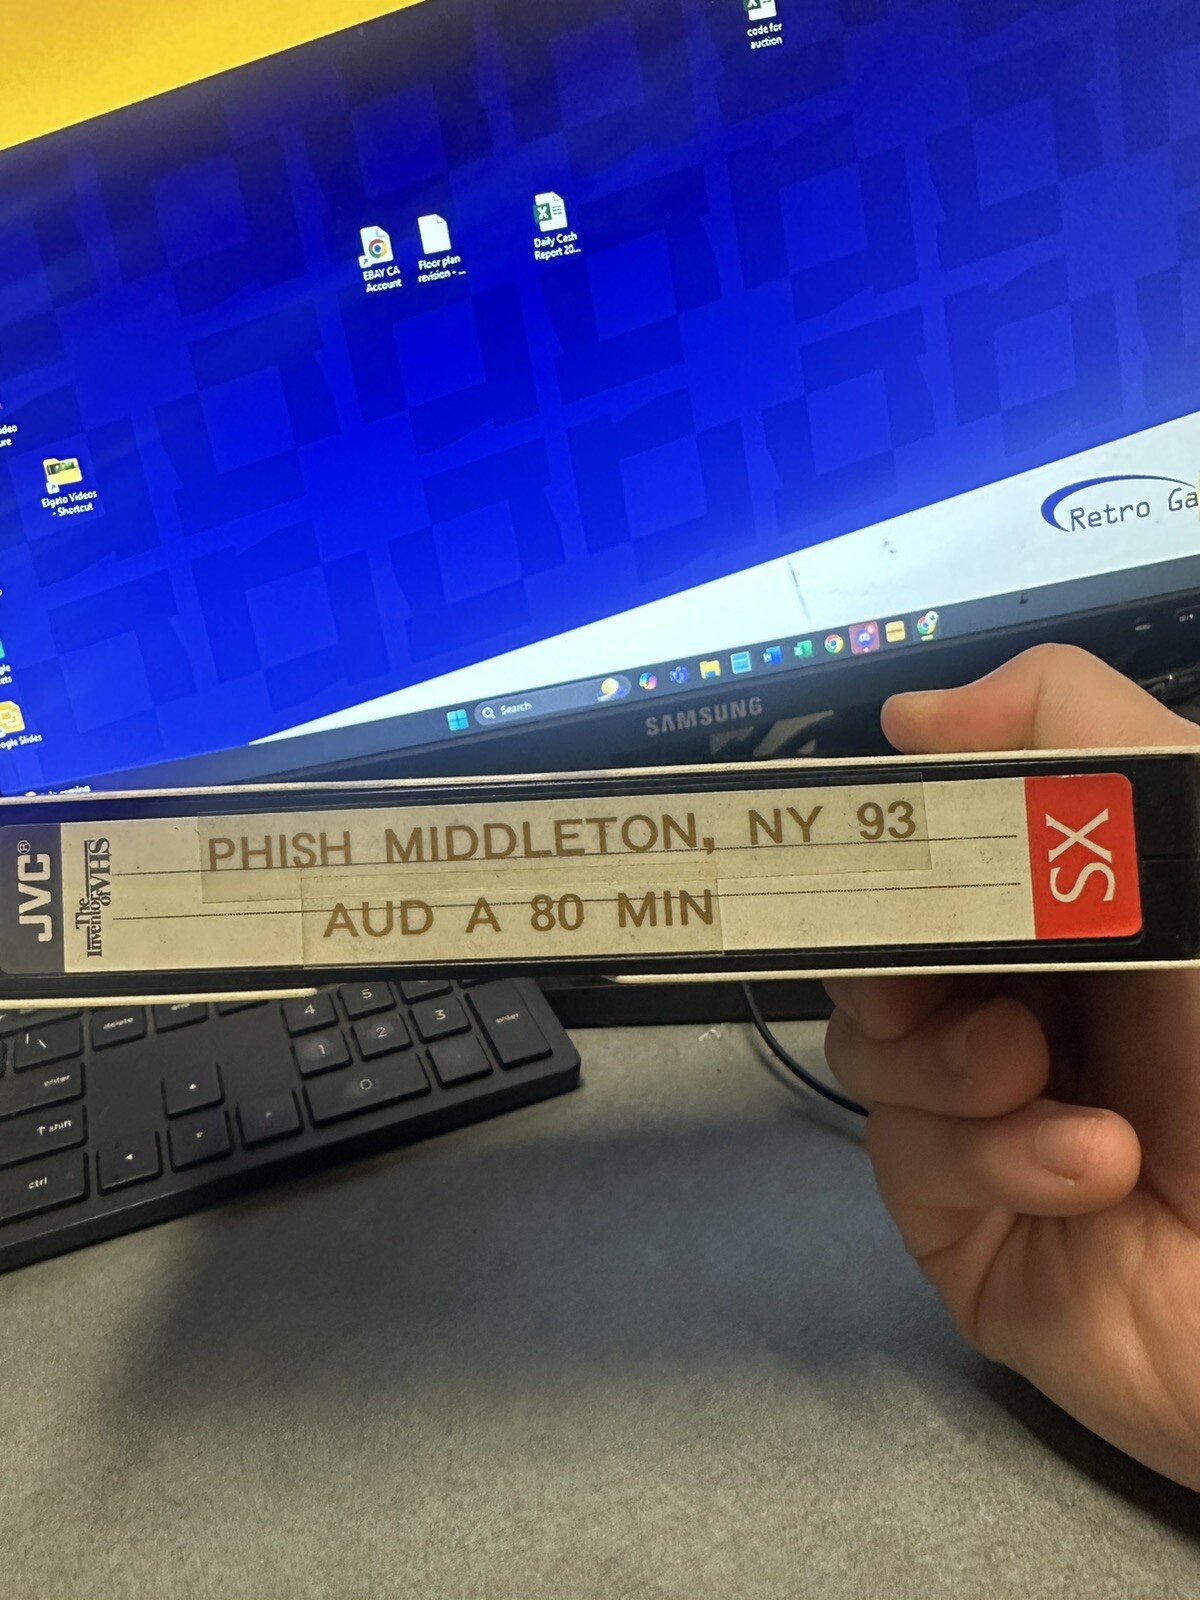 code for
auction
EBAY CA
Account
Floor plan
revision - ...
Daily Cash
Report 20...
Elgato Videos
- Shortcut
Retro Ga
Search
SAMSUNG
JVC®
The
Inventor
of VHS
PHISH MIDDLETON, NY 93
AUD A 80 MIN
SX
delete
enter
↑ shift
ctrl
4
5
1
2
3
0
enter